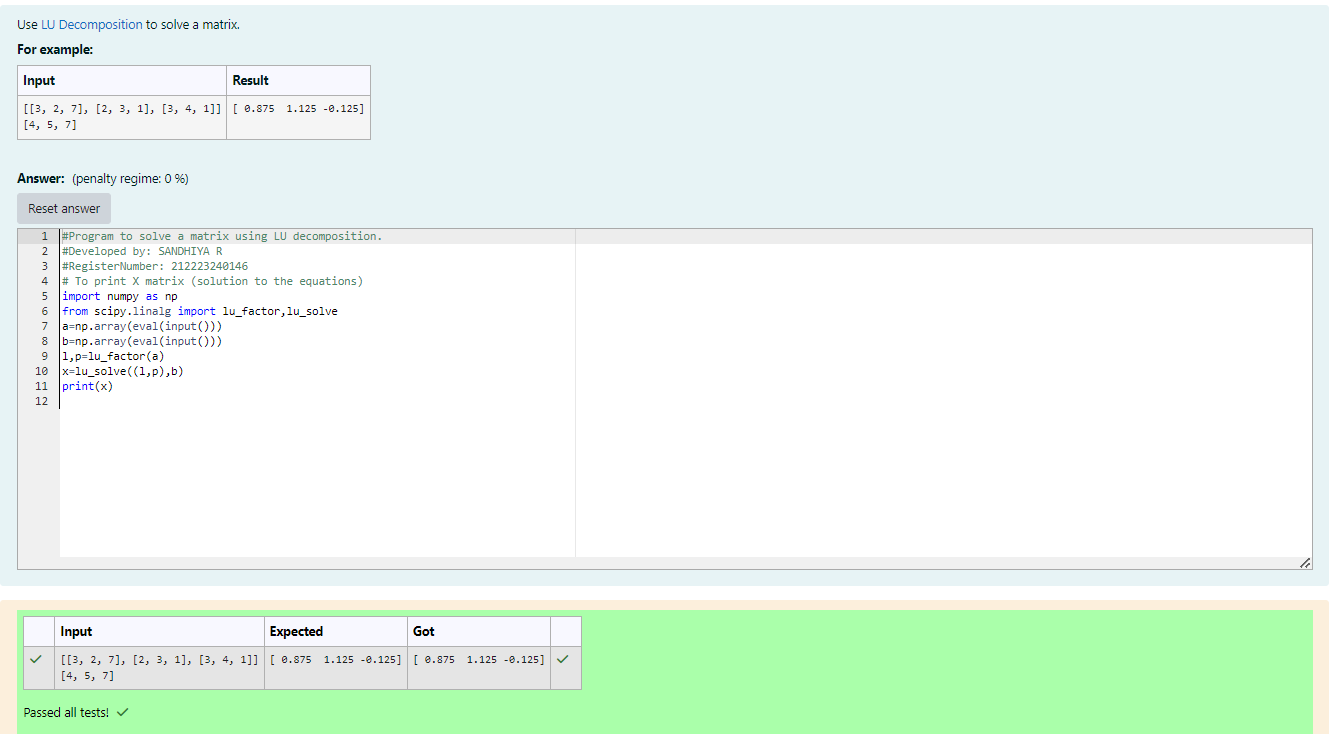 Use LU Decomposition to solve a matrix.
For example:
Input Result
[[3, 2, 7], [2, 3, 1], [3, 4, 1]] [ 0.875  1.125 -0.125]
[4, 5, 7]
Answer: (penalty regime: 0 %)
Reset answer
1 #Program to solve a matrix using LU decomposition.
2 #Developed by: SANDHIYA R
3 #RegisterNumber: 212223240146
4 # To print X matrix (solution to the equations)
5 import numpy as np
6 from scipy.linalg import lu_factor,lu_solve
7 a=np.array(eval(input()))
8 b=np.array(eval(input()))
9 l,p=lu_factor(a)
10 x=lu_solve((l,p),b)
11 print(x)
12
Input Expected Got
[[3, 2, 7], [2, 3, 1], [3, 4, 1]] [ 0.875  1.125 -0.125] [ 0.875  1.125 -0.125]
[4, 5, 7]
Passed all tests!